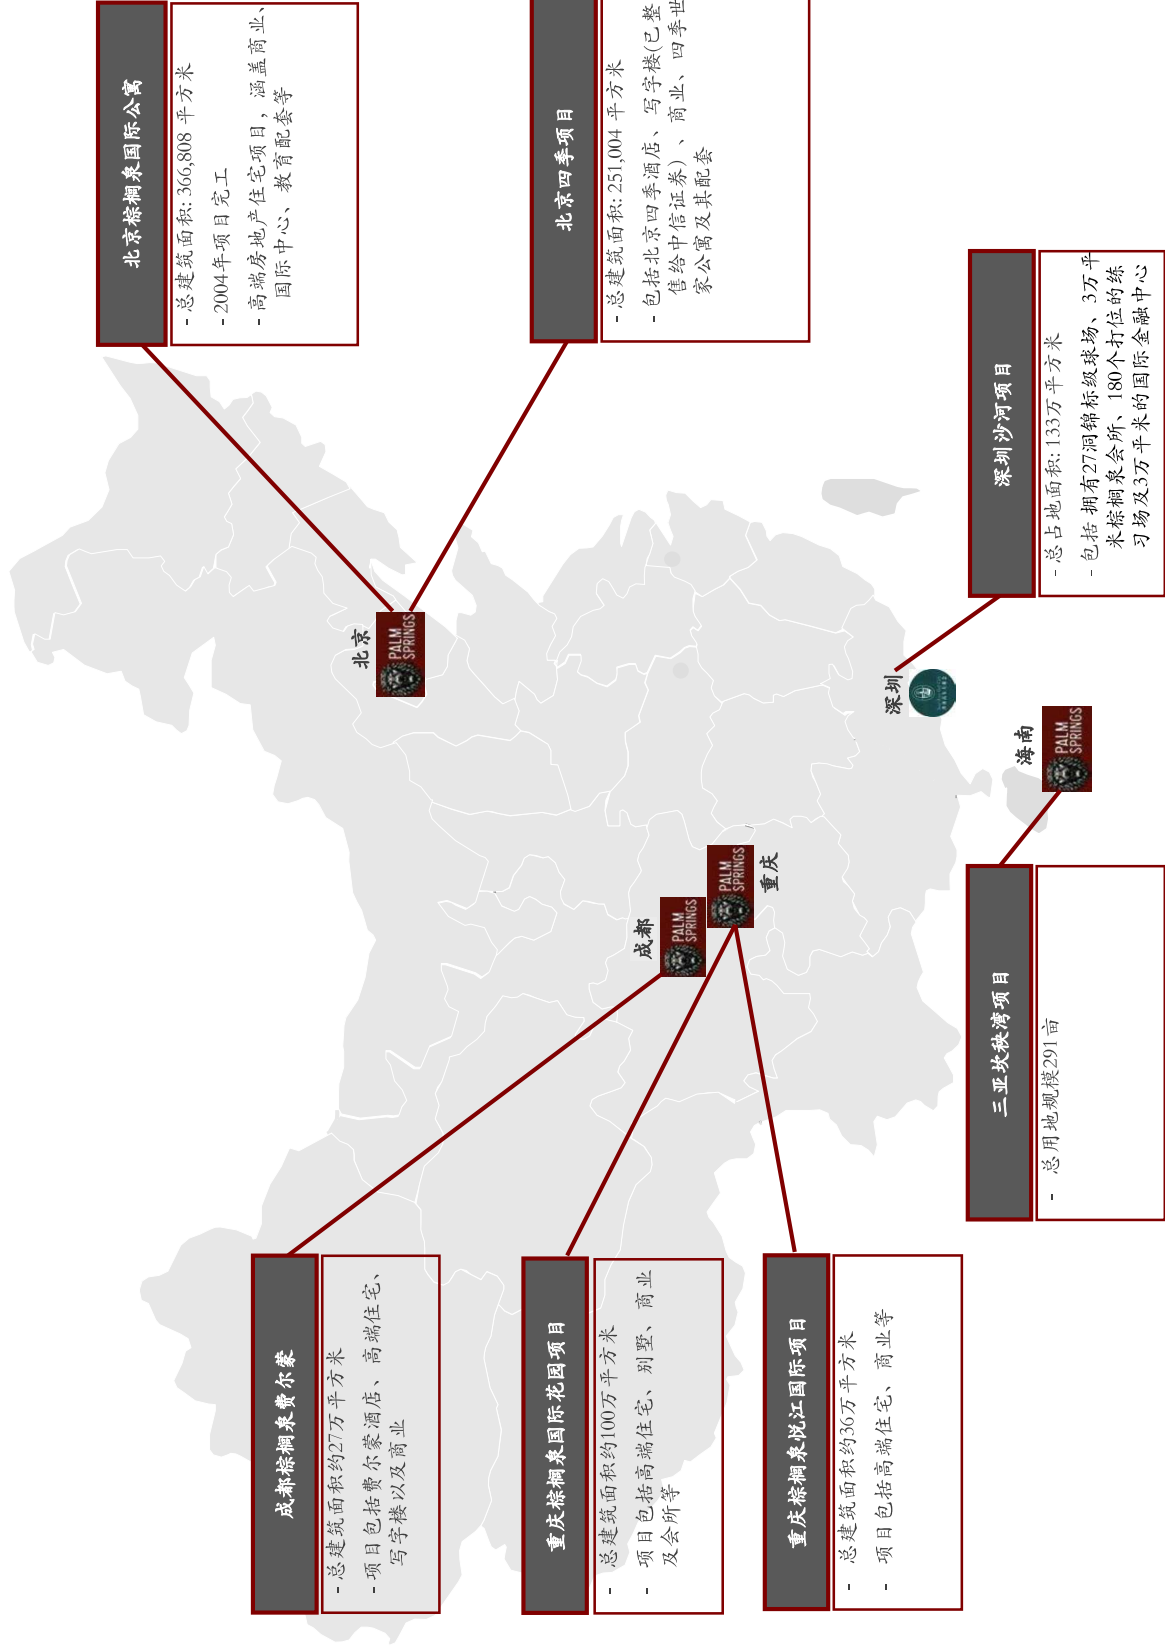 北京棕榈泉国际公寓
- 总建筑面积: 366,808 平方米
- 2004年项目完工
- 高端房地产住宅项目，涵盖商业、
国际中心、教育配套等
北京四季项目
- 总建筑面积: 251,004 平方米
- 包括北京四季酒店、写字楼(已整
售给中信证券）、商业、四季世
家公寓及其配套
深圳沙河项目
- 总占地面积: 133万平方米
- 包括 拥有27洞锦标级球场、3万平
米棕榈泉会所、180个打位的练
习场及3万平米的国际金融中心
三亚坎秧湾项目
- 总用地规模291亩
成都棕榈泉费尔蒙
- 总建筑面积约27万平方米
- 项目包括费尔蒙酒店、高端住宅、
写字楼以及商业
重庆棕榈泉国际花园项目
- 总建筑面积约100万平方米
- 项目包括高端住宅、别墅、商业
及会所等
重庆棕榈泉悦江国际项目
- 总建筑面积约36万平方米
- 项目包括高端住宅、商业等
北京
PALM
SPRINGS
成都
PALM
SPRINGS
PALM
SPRINGS
重庆
深圳
海南
PALM
SPRINGS